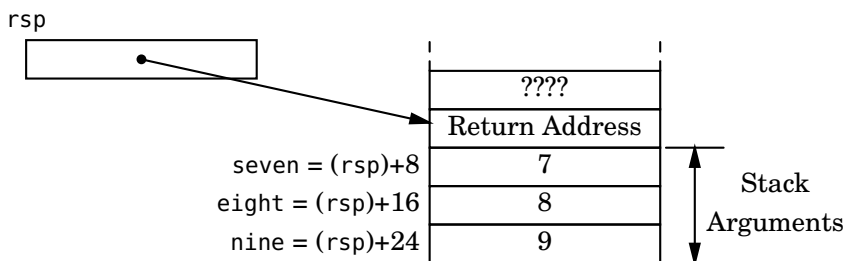 rsp
????
Return Address
seven = (rsp)+8 7
eight = (rsp)+16 8
nine = (rsp)+24 9
Stack
Arguments